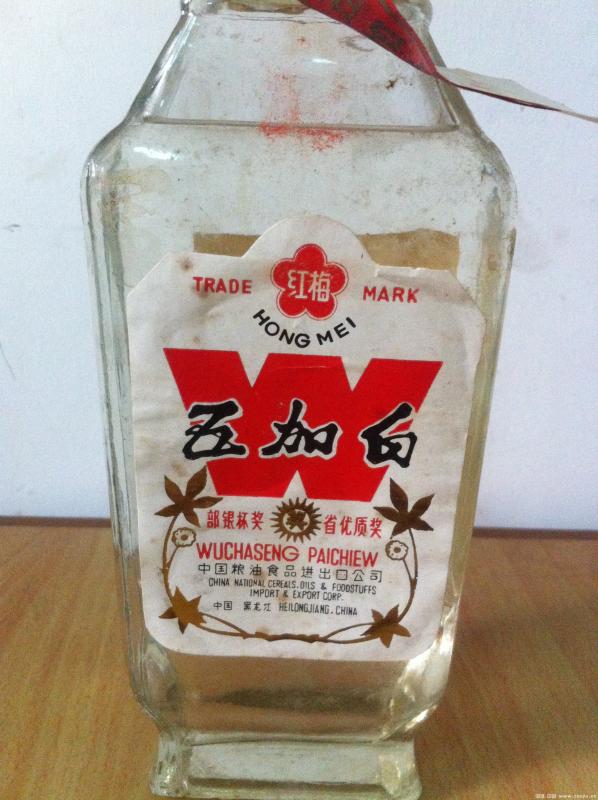 TRADE 红梅 MARK
HONG MEI
五加白
部银杯奖 奖 省优质奖
WUCHASENG PAICHIEW
中国粮油食品进出口公司
CHINA NATIONAL CEREALS, OILS & FOODSTUFFS
IMPORT & EXPORT CORP.
中国 黑龙江 HEILONGJIANG, CHINA